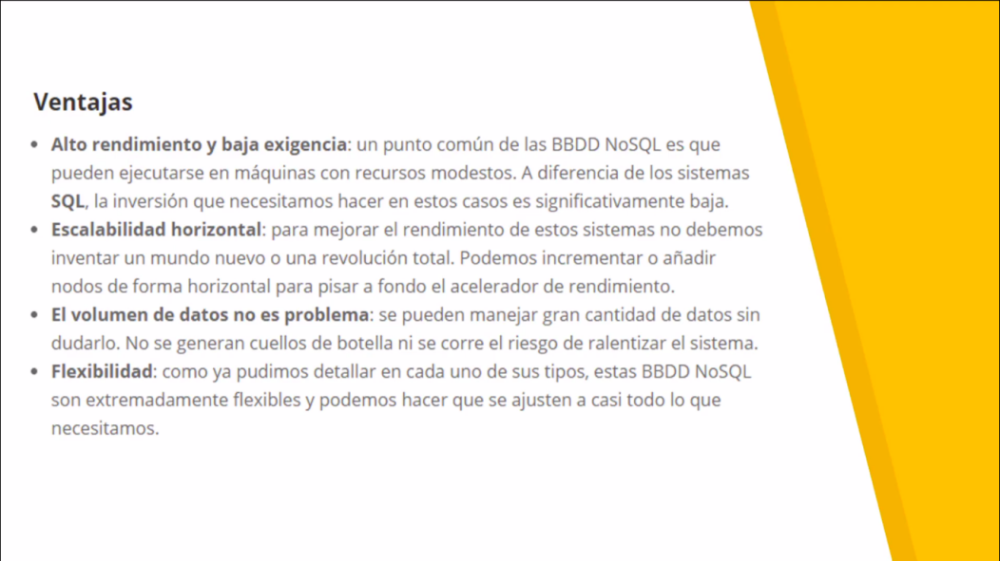 Ventajas
• Alto rendimiento y baja exigencia: un punto común de las BBDD NoSQL es que
pueden ejecutarse en máquinas con recursos modestos. A diferencia de los sistemas
SQL, la inversión que necesitamos hacer en estos casos es significativamente baja.
• Escalabilidad horizontal: para mejorar el rendimiento de estos sistemas no debemos
inventar un mundo nuevo o una revolución total. Podemos incrementar o añadir
nodos de forma horizontal para pisar a fondo el acelerador de rendimiento.
• El volumen de datos no es problema: se pueden manejar gran cantidad de datos sin
dudarlo. No se generan cuellos de botella ni se corre el riesgo de ralentizar el sistema.
• Flexibilidad: como ya pudimos detallar en cada uno de sus tipos, estas BBDD NoSQL
son extremadamente flexibles y podemos hacer que se ajusten a casi todo lo que
necesitamos.